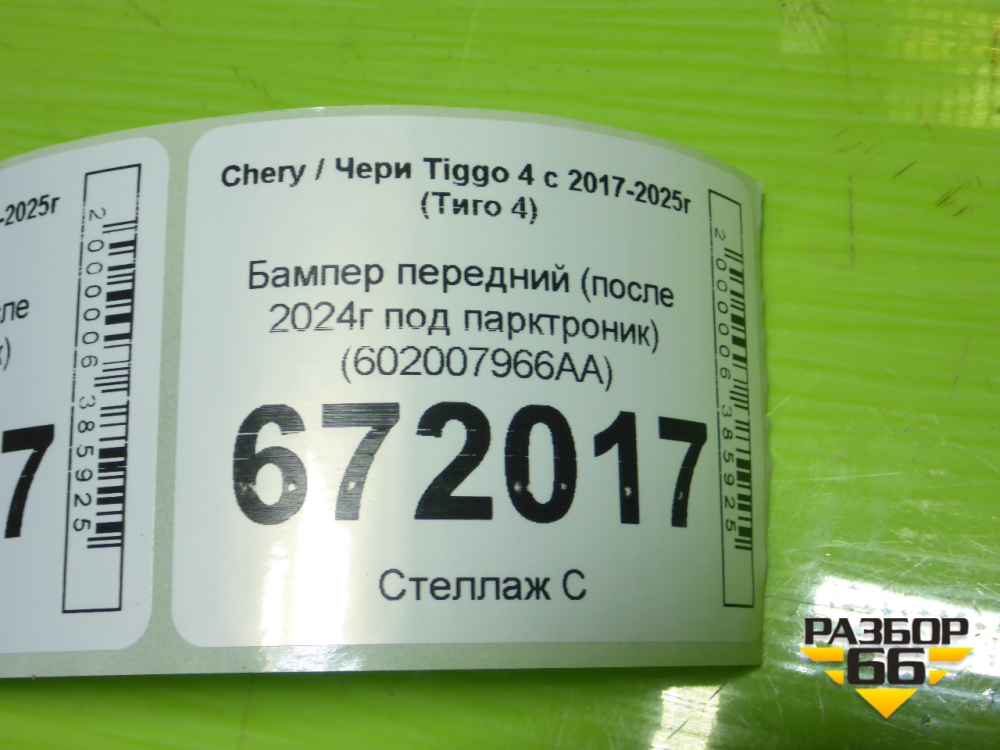 -2025г
2000006385925
7
Chery / Чери Tiggo 4 с 2017-2025г
(Тиго 4)
Бампер передний (после
2024г под парктроник)
(602007966AA)
672017
Стеллаж С
2000006385925
РАЗБОР
66